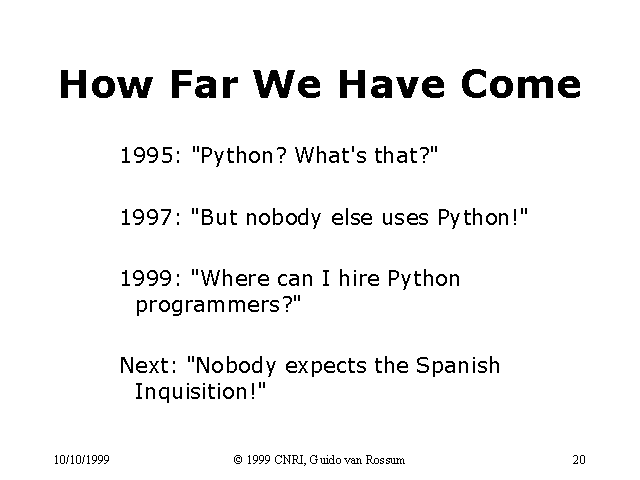 How Far We Have Come
1995: "Python? What's that?"
1997: "But nobody else uses Python!"
1999: "Where can I hire Python
programmers?"
Next: "Nobody expects the Spanish
Inquisition!"
10/10/1999 © 1999 CNRI, Guido van Rossum 20